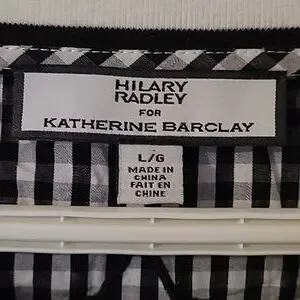 HILARY
RADLEY
FOR
KATHERINE BARCLAY
L/G
MADE IN
CHINA
FAIT EN
CHINE